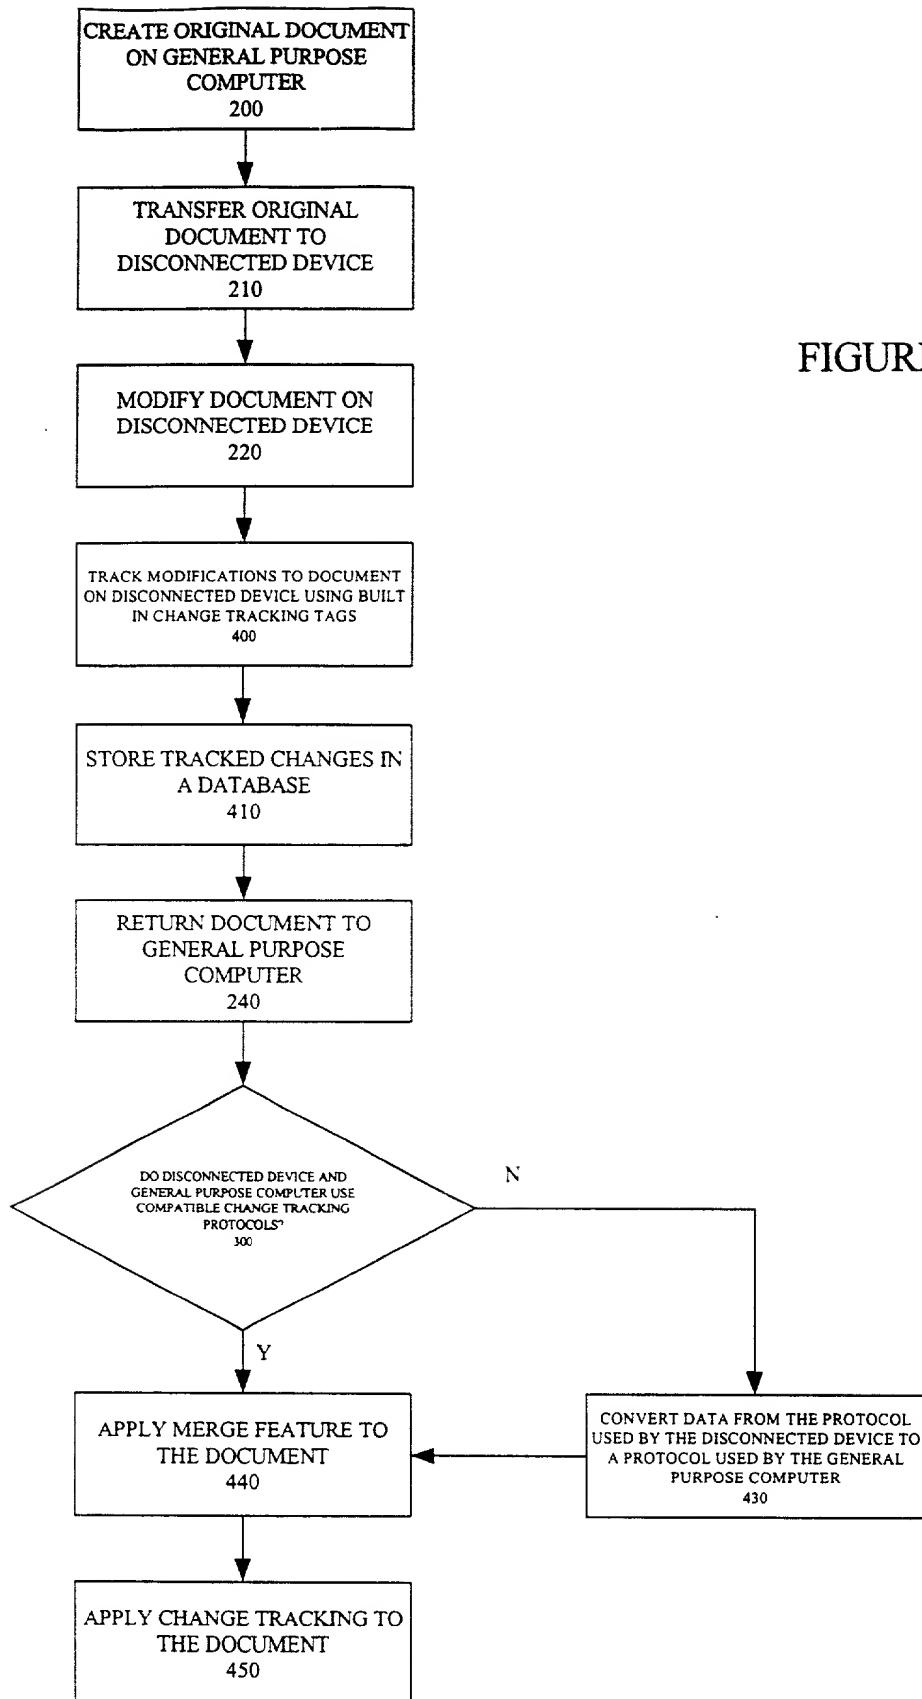 CREATE ORIGINAL DOCUMENT
ON GENERAL PURPOSE
COMPUTER
200
TRANSFER ORIGINAL
DOCUMENT TO
DISCONNECTED DEVICE
210
FIGURE
MODIFY DOCUMENT ON
DISCONNECTED DEVICE
220
TRACK MODIFICATIONS TO DOCUMENT
ON DISCONNECTED DEVICE USING BUILT
IN CHANGE TRACKING TAGS
400
STORE TRACKED CHANGES IN
A DATABASE
410
RETURN DOCUMENT TO
GENERAL PURPOSE
COMPUTER
240
DO DISCONNECTED DEVICE AND
GENERAL PURPOSE COMPUTER USE
COMPATIBLE CHANGE TRACKING
PROTOCOLS?
300
N
Y
APPLY MERGE FEATURE TO
THE DOCUMENT
440
CONVERT DATA FROM THE PROTOCOL
USED BY THE DISCONNECTED DEVICE TO
A PROTOCOL USED BY THE GENERAL
PURPOSE COMPUTER
430
APPLY CHANGE TRACKING TO
THE DOCUMENT
450